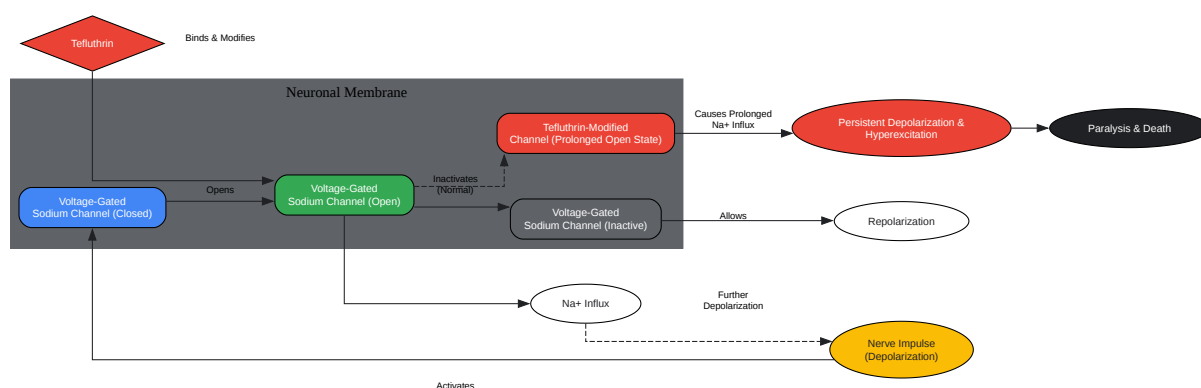 Tefluthrin
Binds & Modifies
Neuronal Membrane
Tefluthrin-Modified
Channel (Prolonged Open State)
Causes Prolonged
Na+ Influx
Persistent Depolarization &
Hyperexcitation
Paralysis & Death
Voltage-Gated
Sodium Channel (Closed)
Opens
Voltage-Gated
Sodium Channel (Open)
Inactivates
(Normal)
Voltage-Gated
Sodium Channel (Inactive)
Allows
Repolarization
Na+ Influx
Further
Depolarization
Nerve Impulse
(Depolarization)
Activates